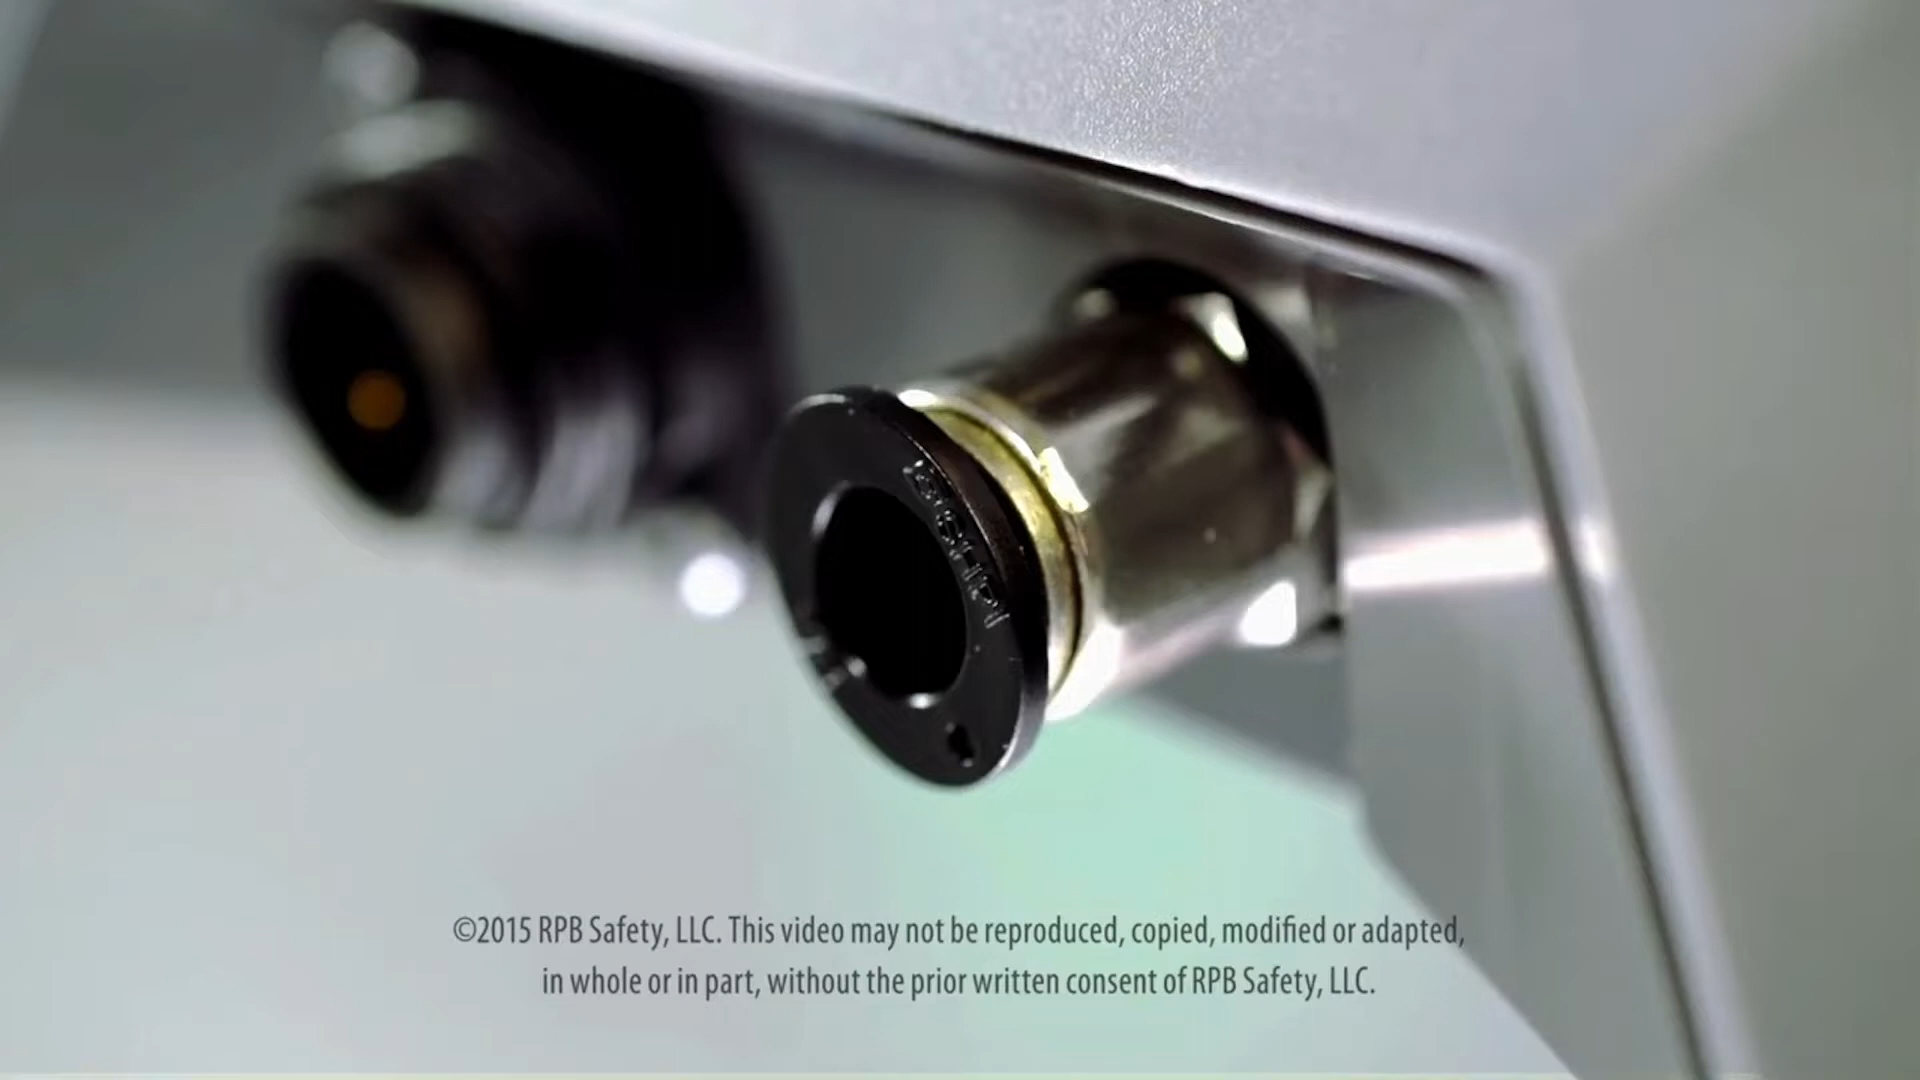 ©2015 RPB Safety, LLC. This video may not be reproduced, copied, modified or adapted,
in whole or in part, without the prior written consent of RPB Safety, LLC.